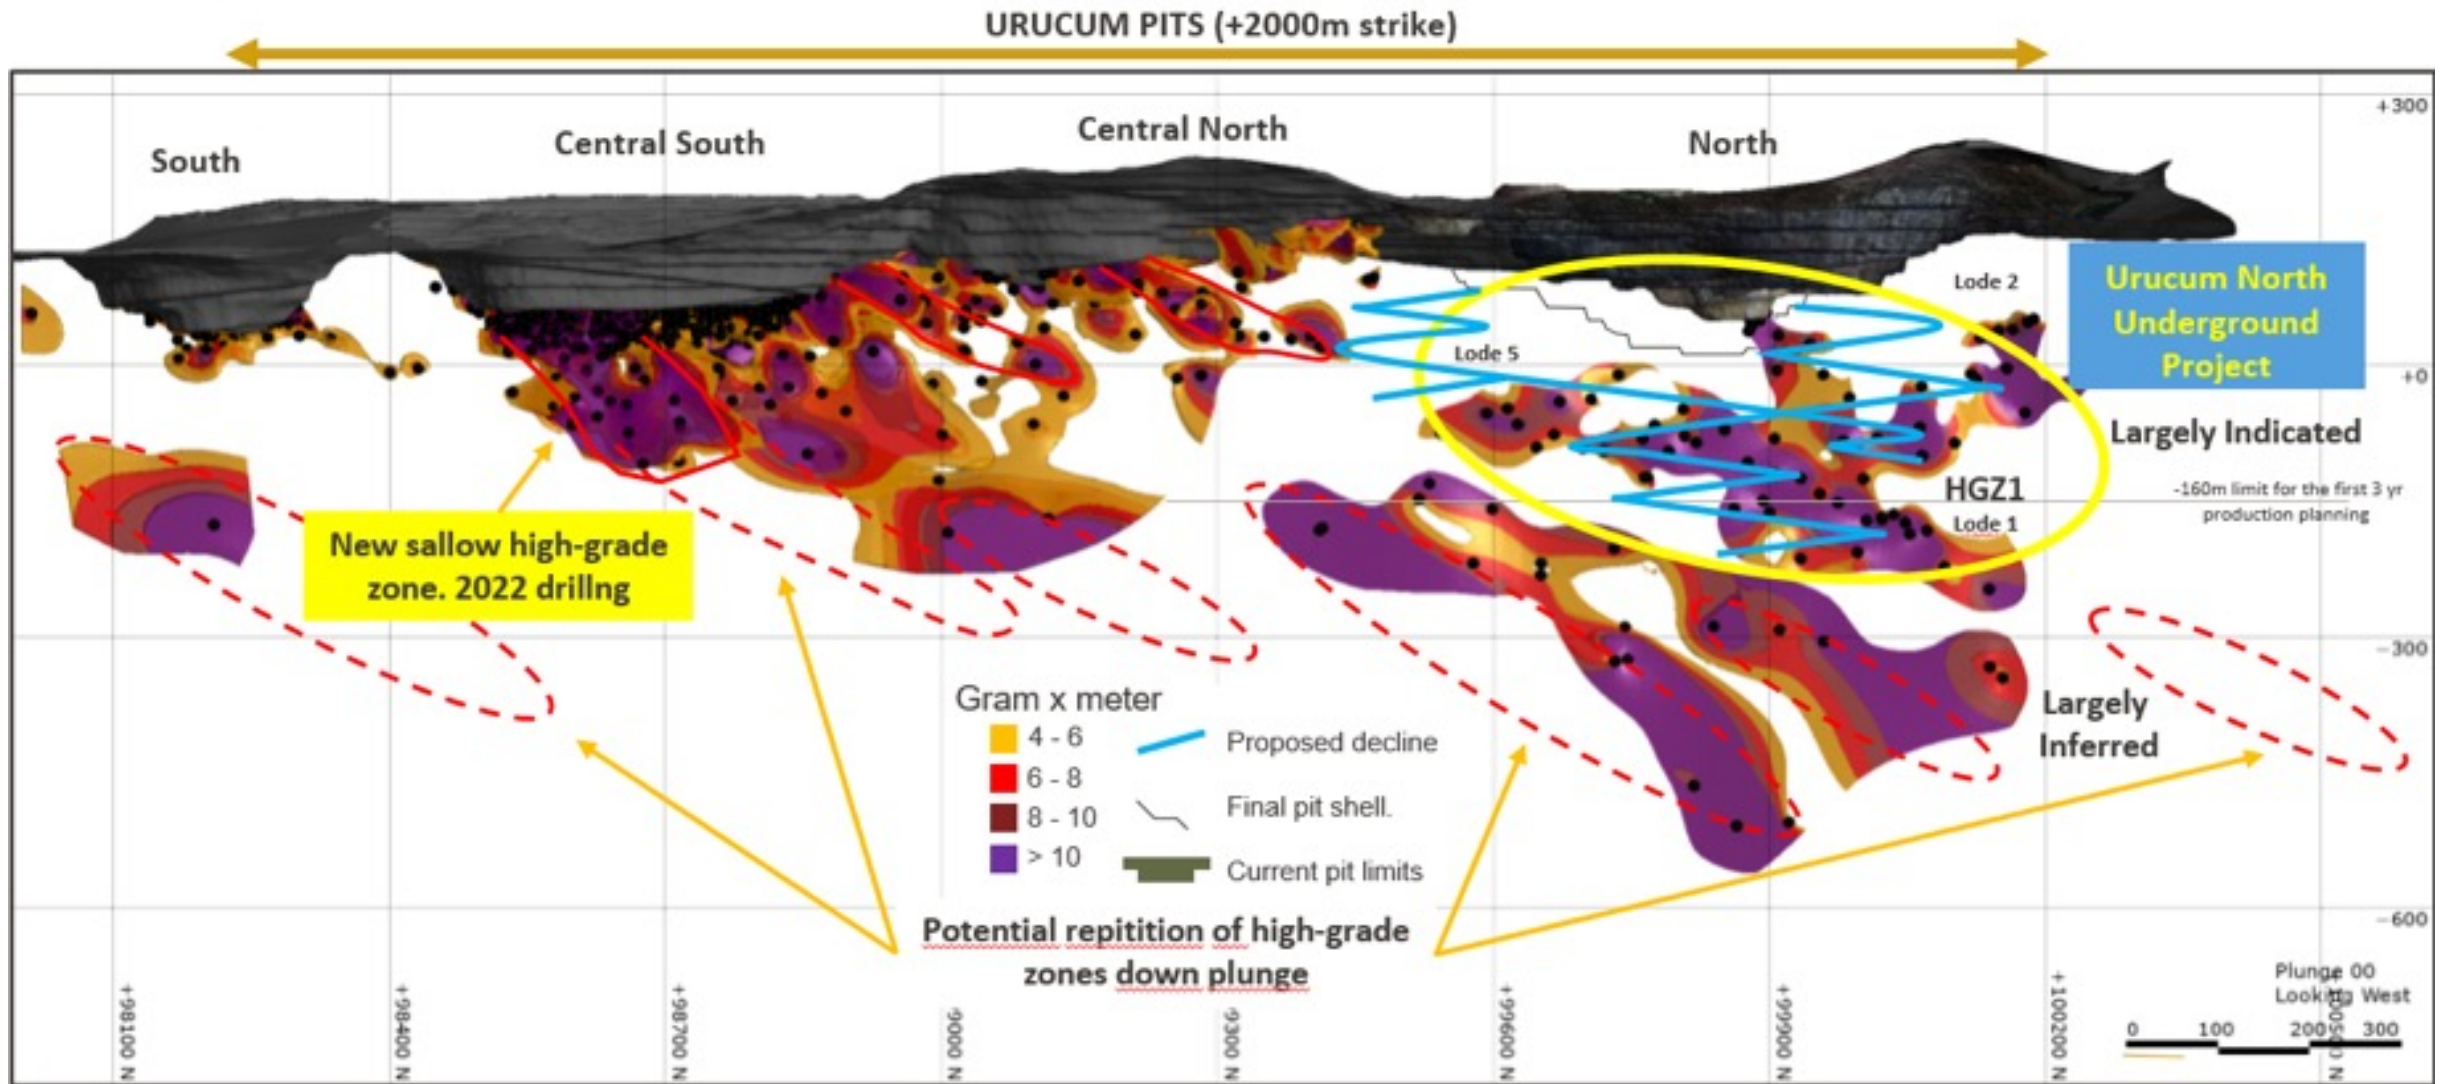 URUCUM PITS (+2000m strike)
+300
South
Central South
Central North
North
Lode 2
Urucum North
Underground
Project
Lode 5
+0
Largely Indicated
HGZ1
-160m limit for the first 3 yr
production planning
Lode 1
New sallow high-grade
zone. 2022 drillng
-300
Largely
Inferred
Gram x meter
4 - 6
6 - 8
8 - 10
> 10
Proposed decline
Final pit shell.
Current pit limits
-600
Potential repitition of high-grade
zones down plunge
Plunge 00
Looking West
0 100 200 300
+98100 N
+98400 N
+98700 N
9000 N
9300 N
+99600 N
+99900 N
+100200 N